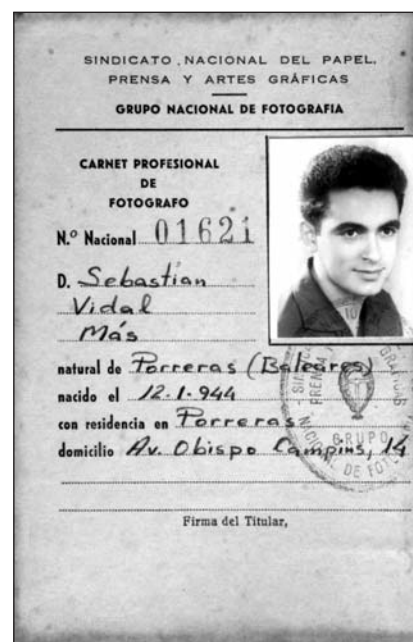 SINDICATO NACIONAL DEL PAPEL,
PRENSA Y ARTES GRÁFICAS
GRUPO NACIONAL DE FOTOGRAFIA
CARNET PROFESIONAL
DE
FOTOGRAFO
N.º Nacional 01621
D. Sebastian
Vidal
Más
natural de Porreras (Baleares)
nacido el 12-1-944
con residencia en Porreras
domicilio Av. Obispo Campins, 14
GRUPO
Firma del Titular,